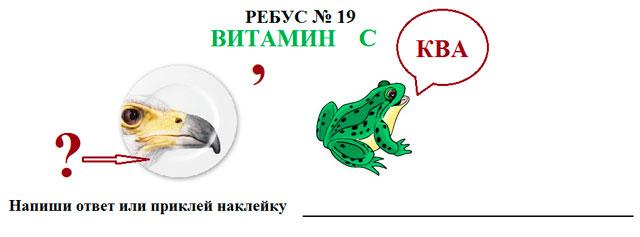 РЕБУС № 19
ВИТАМИН С
КВА
,
?
Напиши ответ или приклей наклейку